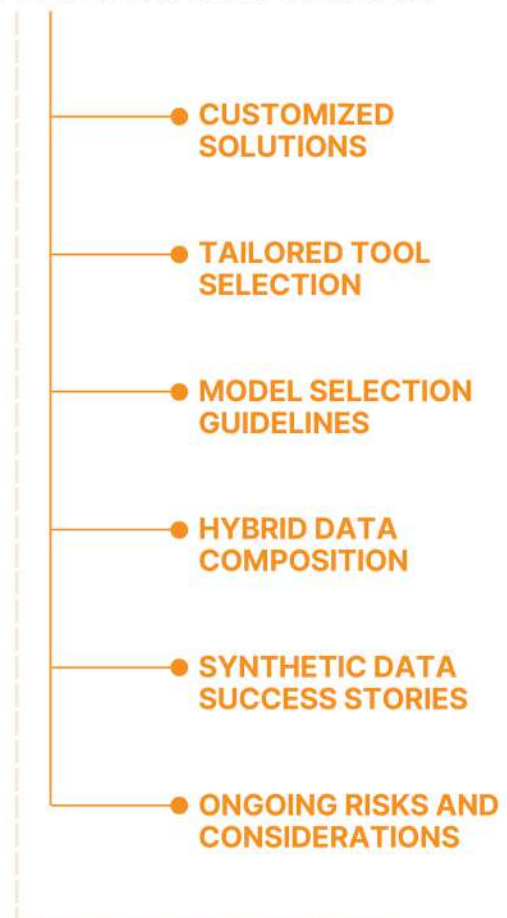 CUSTOMIZED
SOLUTIONS
TAILORED TOOL
SELECTION
MODEL SELECTION
GUIDELINES
HYBRID DATA
COMPOSITION
SYNTHETIC DATA
SUCCESS STORIES
ONGOING RISKS AND
CONSIDERATIONS